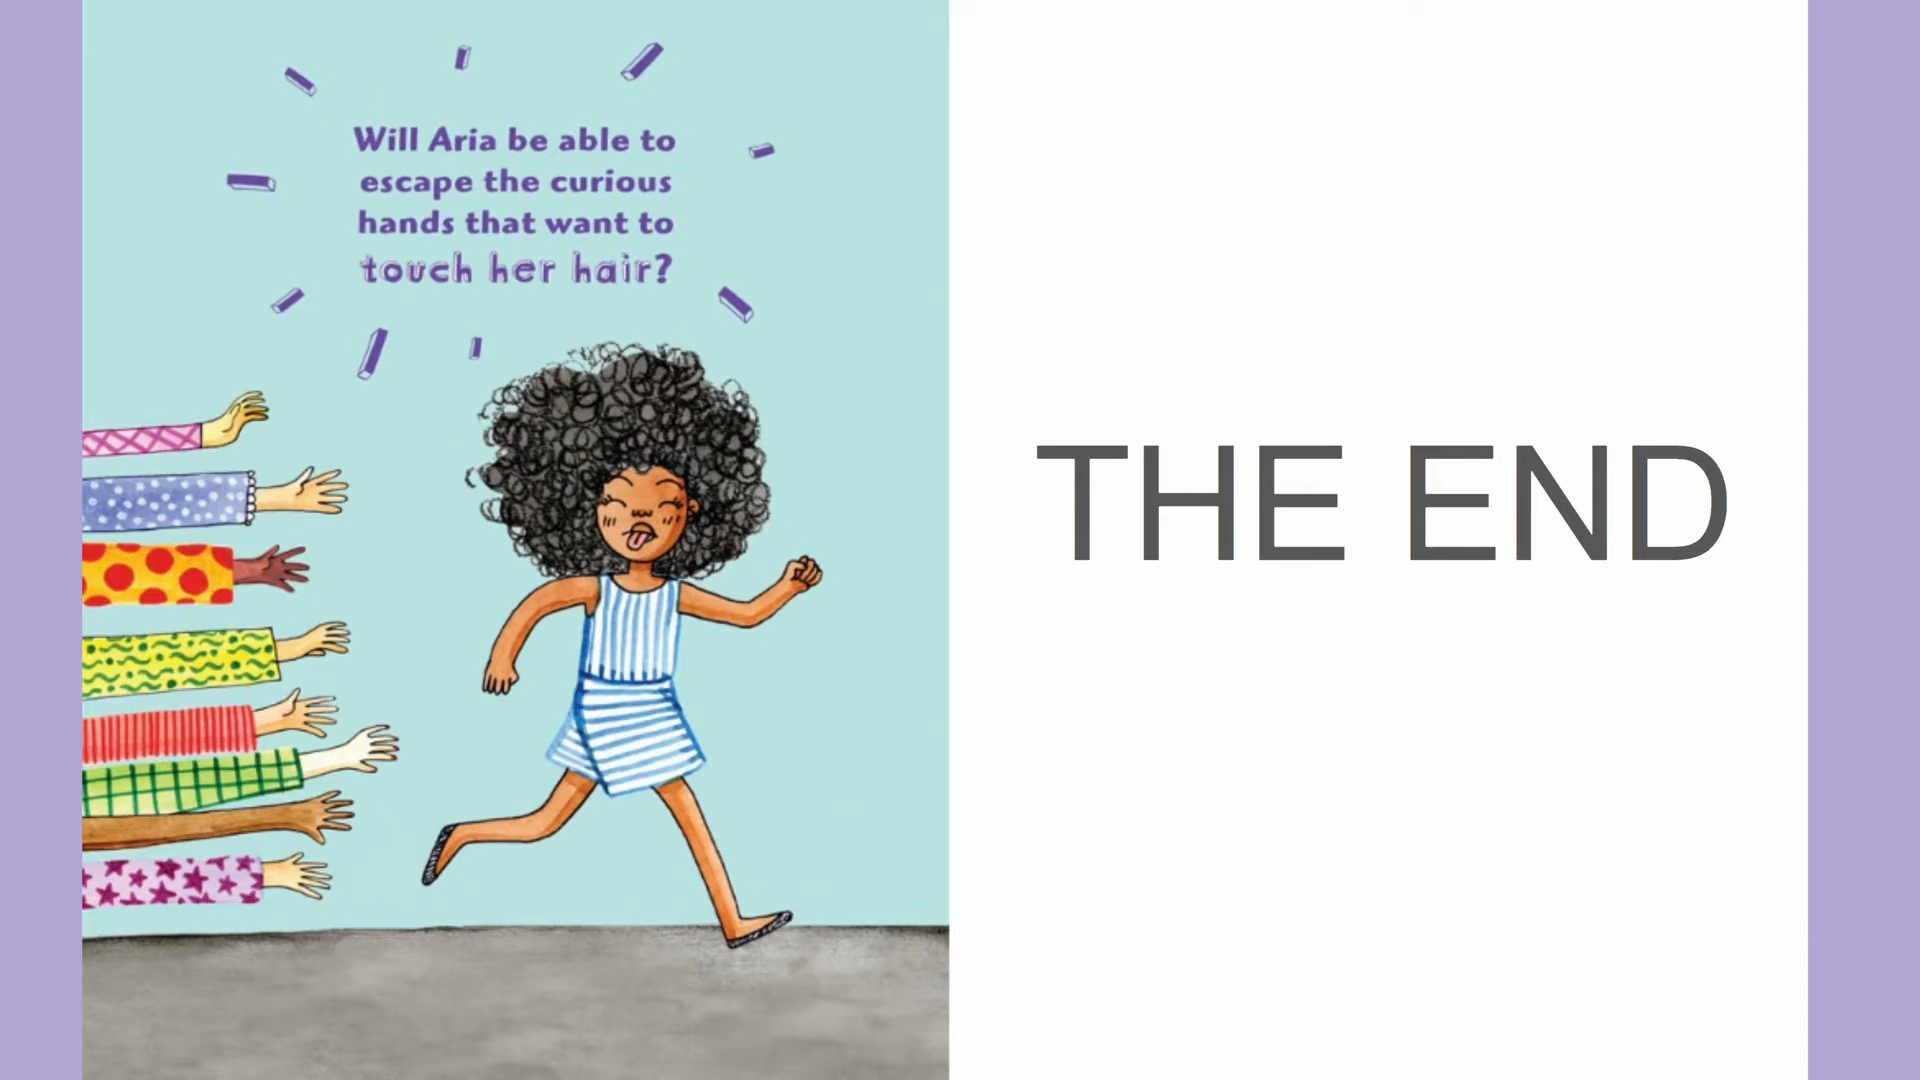 Will Aria be able to
escape the curious
hands that want to
touch her hair?
THE END